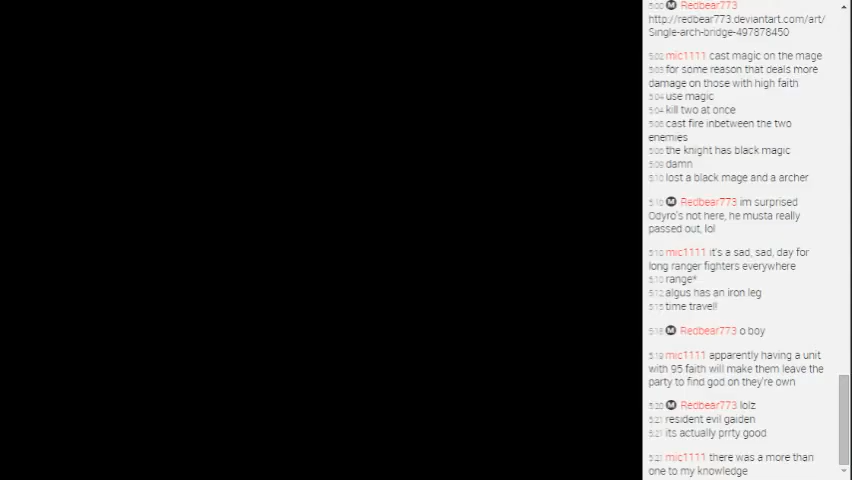 5:00 M Redbear773
http://redbear773.deviantart.com/art/
Single-arch-bridge-497878450
5:02 mic1111 cast magic on the mage
5:03 for some reason that deals more
damage on those with high faith
5:04 use magic
5:04 kill two at once
5:06 cast fire inbetween the two
enemies
5:06 the knight has black magic
5:09 damn
5:10 lost a black mage and a archer
5:10 M Redbear773 im surprised
Odyro's not here, he musta really
passed out, lol
5:10 mic1111 it's a sad, sad, day for
long ranger fighters everywhere
5:10 range*
5:12 algus has an iron leg
5:15 time travel!
5:18 M Redbear773 o boy
5:19 mic1111 apparently having a unit
with 95 faith will make them leave the
party to find god on they're own
5:20 M Redbear773 lolz
5:21 resident evil gaiden
5:21 its actually prrty good
5:21 mic1111 there was a more than
one to my knowledge